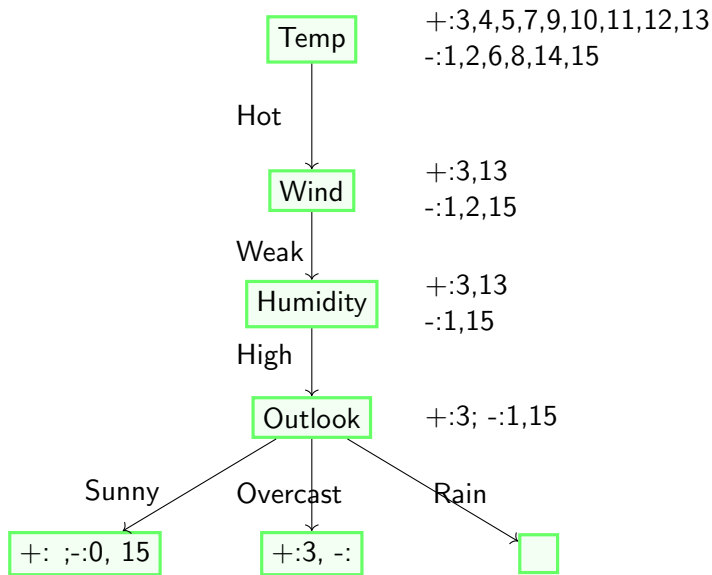 Temp
+:3,4,5,7,9,10,11,12,13
-:1,2,6,8,14,15
Hot
Wind
+:3,13
-:1,2,15
Weak
Humidity
+:3,13
-:1,15
High
Outlook
+:3; -:1,15
Sunny
Overcast
Rain
+: ;-:0, 15
+:3, -: